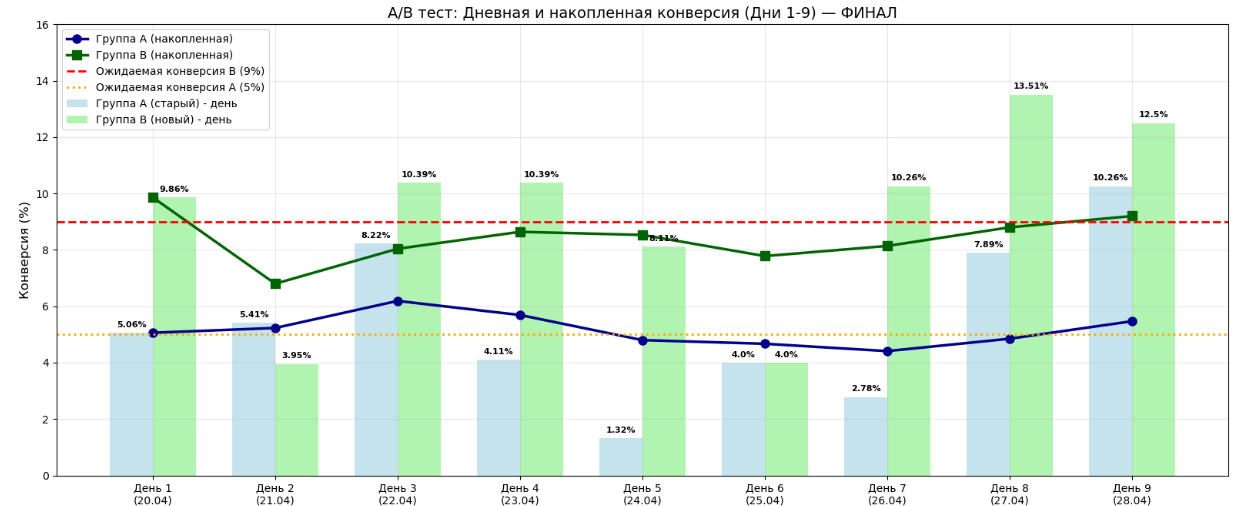 А/В тест: Дневная и накопленная конверсия (Дни 1-9) — ФИНАЛ
Конверсия (%)
16
14
12
10
8
6
4
2
0
Группа А (накопленная)
Группа В (накопленная)
Ожидаемая конверсия В (9%)
Ожидаемая конверсия А (5%)
Группа А (старый) - день
Группа В (новый) - день
5.06%
9.86%
5.41%
3.95%
8.22%
10.39%
4.11%
10.39%
1.32%
8.11%
4.0%
4.0%
2.78%
10.26%
7.89%
13.51%
10.26%
12.5%
День 1
(20.04)
День 2
(21.04)
День 3
(22.04)
День 4
(23.04)
День 5
(24.04)
День 6
(25.04)
День 7
(26.04)
День 8
(27.04)
День 9
(28.04)